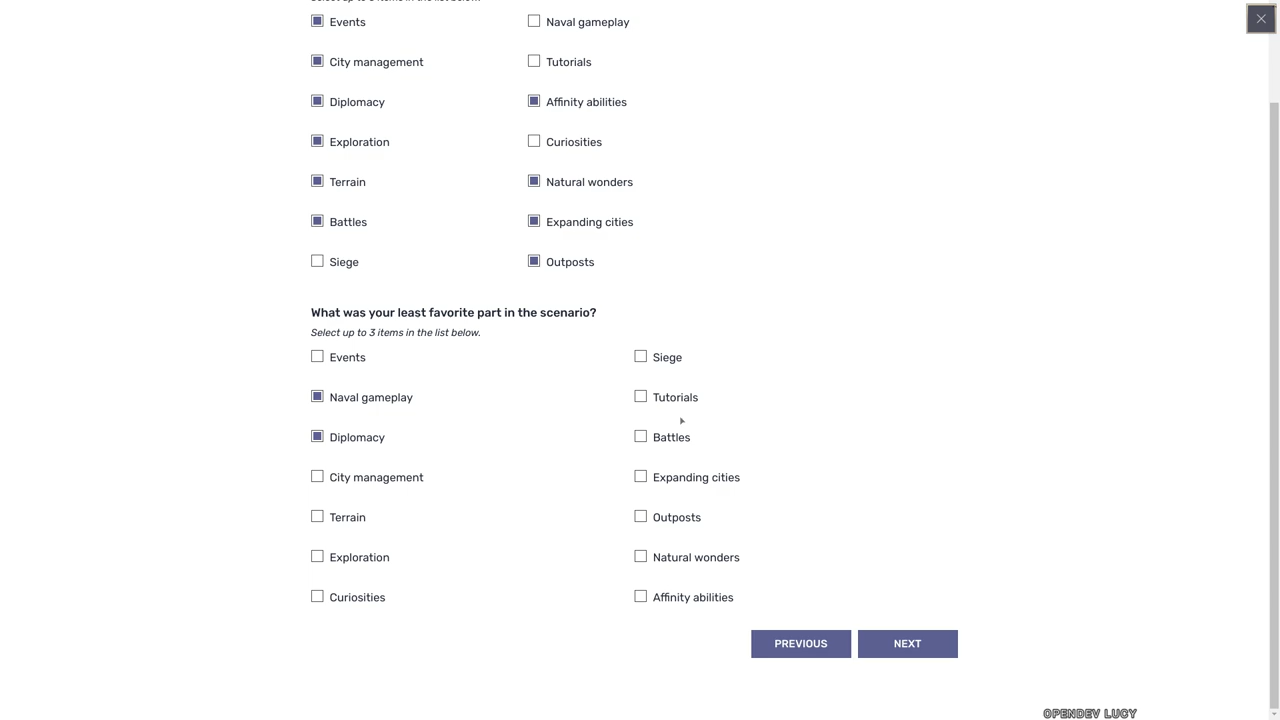 Events
Naval gameplay
City management
Tutorials
Diplomacy
Affinity abilities
Exploration
Curiosities
Terrain
Natural wonders
Battles
Expanding cities
Siege
Outposts
What was your least favorite part in the scenario?
Select up to 3 items in the list below.
Events
Siege
Naval gameplay
Tutorials
Diplomacy
Battles
City management
Expanding cities
Terrain
Outposts
Exploration
Natural wonders
Curiosities
Affinity abilities
PREVIOUS
NEXT
OPENDEV LUCY